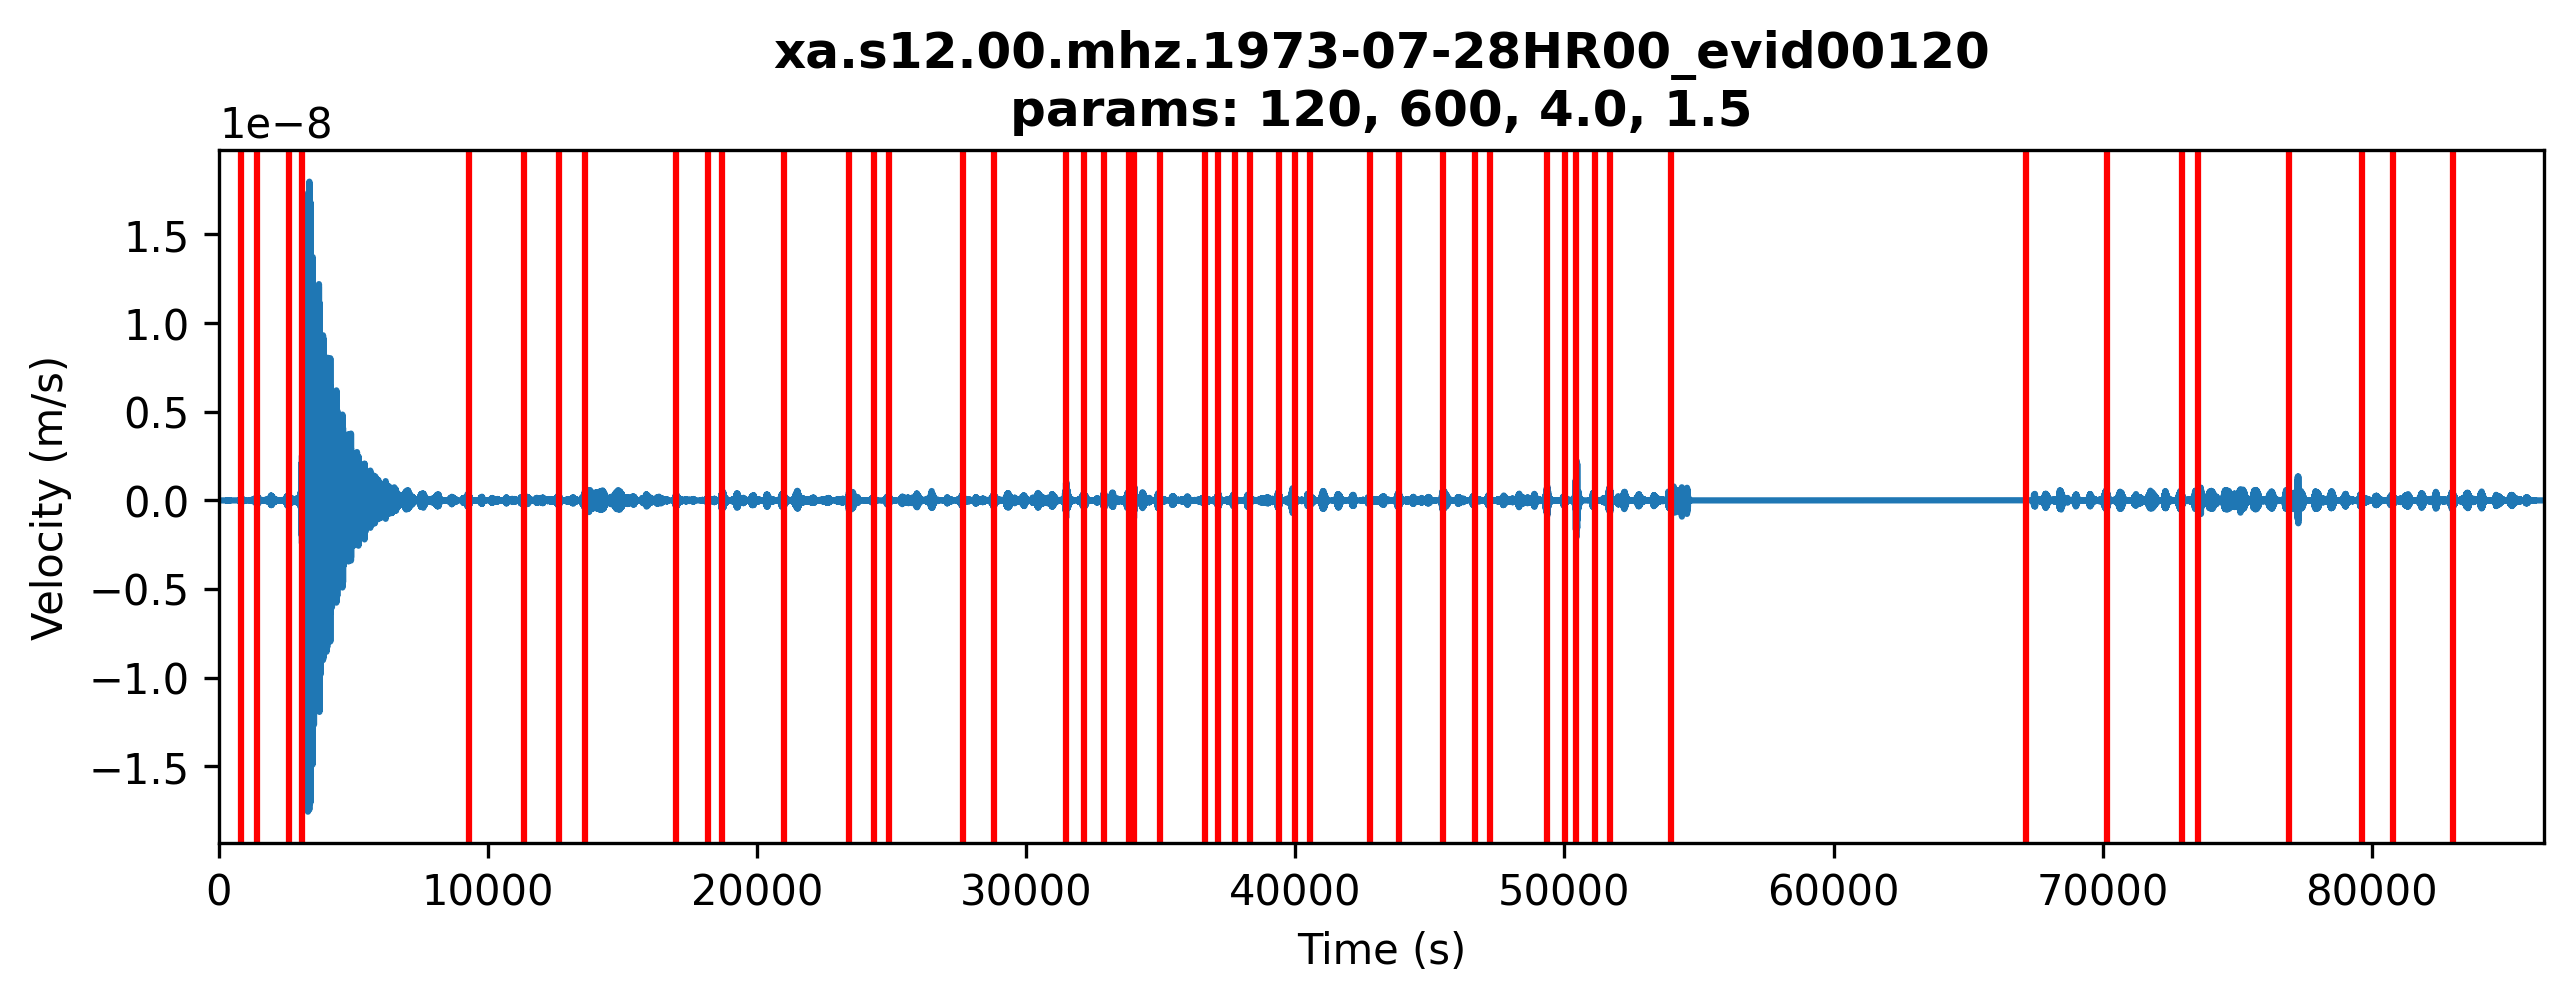 xa.s12.00.mhz.1973-07-28HR00_evid00120
params: 120, 600, 4.0, 1.5
1e−8
1.5
1.0
0.5
0.0
−0.5
−1.0
−1.5
Velocity (m/s)
0 10000 20000 30000 40000 50000 60000 70000 80000
Time (s)